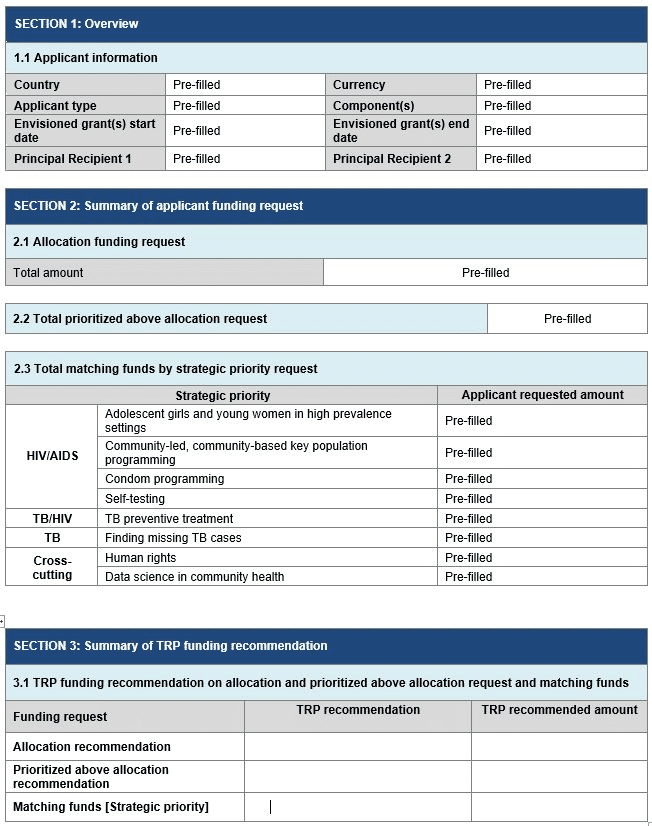 SECTION 1: Overview
1.1 Applicant information
Country Pre-filled Currency Pre-filled
Applicant type Pre-filled Component(s) Pre-filled
Envisioned grant(s) start date Pre-filled Envisioned grant(s) end date Pre-filled
Principal Recipient 1 Pre-filled Principal Recipient 2 Pre-filled
SECTION 2: Summary of applicant funding request
2.1 Allocation funding request
Total amount Pre-filled
2.2 Total prioritized above allocation request Pre-filled
2.3 Total matching funds by strategic priority request
Strategic priority Applicant requested amount
HIV/AIDS
Adolescent girls and young women in high prevalence
settings
Pre-filled
Community-led, community-based key population
programming
Pre-filled
Condom programming Pre-filled
Self-testing Pre-filled
TB/HIV TB preventive treatment Pre-filled
TB Finding missing TB cases Pre-filled
Cross-
cutting
Human rights Pre-filled
Data science in community health Pre-filled
SECTION 3: Summary of TRP funding recommendation
3.1 TRP funding recommendation on allocation and prioritized above allocation request and matching funds
Funding request TRP recommendation TRP recommended amount
Allocation recommendation
Prioritized above allocation
recommendation
Matching funds [Strategic priority]